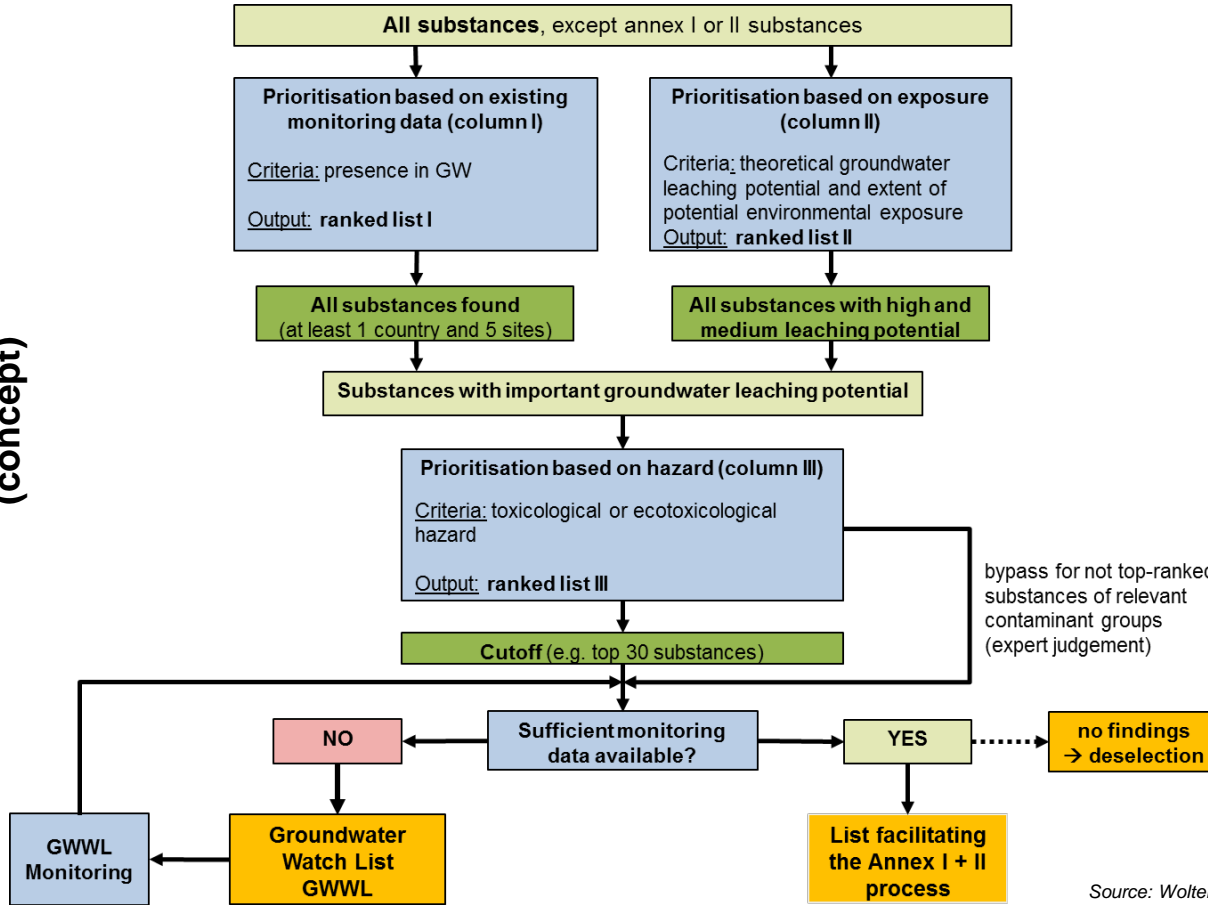 All substances, except annex I or II substances
Prioritisation based on existing
monitoring data (column I)
Criteria: presence in GW
Output: ranked list I
Prioritisation based on exposure
(column II)
Criteria: theoretical groundwater
leaching potential and extent of
potential environmental exposure
Output: ranked list II
All substances found
(at least 1 country and 5 sites)
All substances with high and
medium leaching potential
(concept)
Substances with important groundwater leaching potential
Prioritisation based on hazard (column III)
Criteria: toxicological or ecotoxicological
hazard
Output: ranked list III
bypass for not top-ranked
substances of relevant
contaminant groups
(expert judgement)
Cutoff (e.g. top 30 substances)
NO
Sufficient monitoring
data available?
YES
no findings
→ deselection
GWWL
Monitoring
Groundwater
Watch List
GWWL
List facilitating
the Annex I + II
process
Source: Wolte